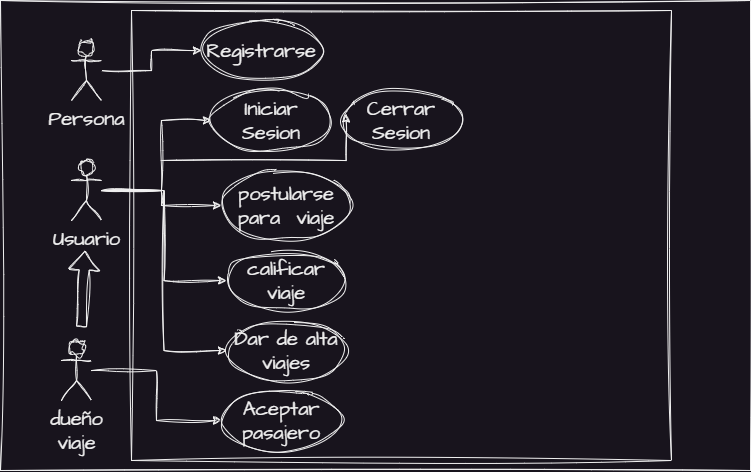 Registrarse
Persona
Iniciar
Sesion
Cerrar
Sesion
Usuario
postularse
para viaje
calificar
viaje
Dar de alta
viajes
dueño
viaje
Aceptar
pasajero